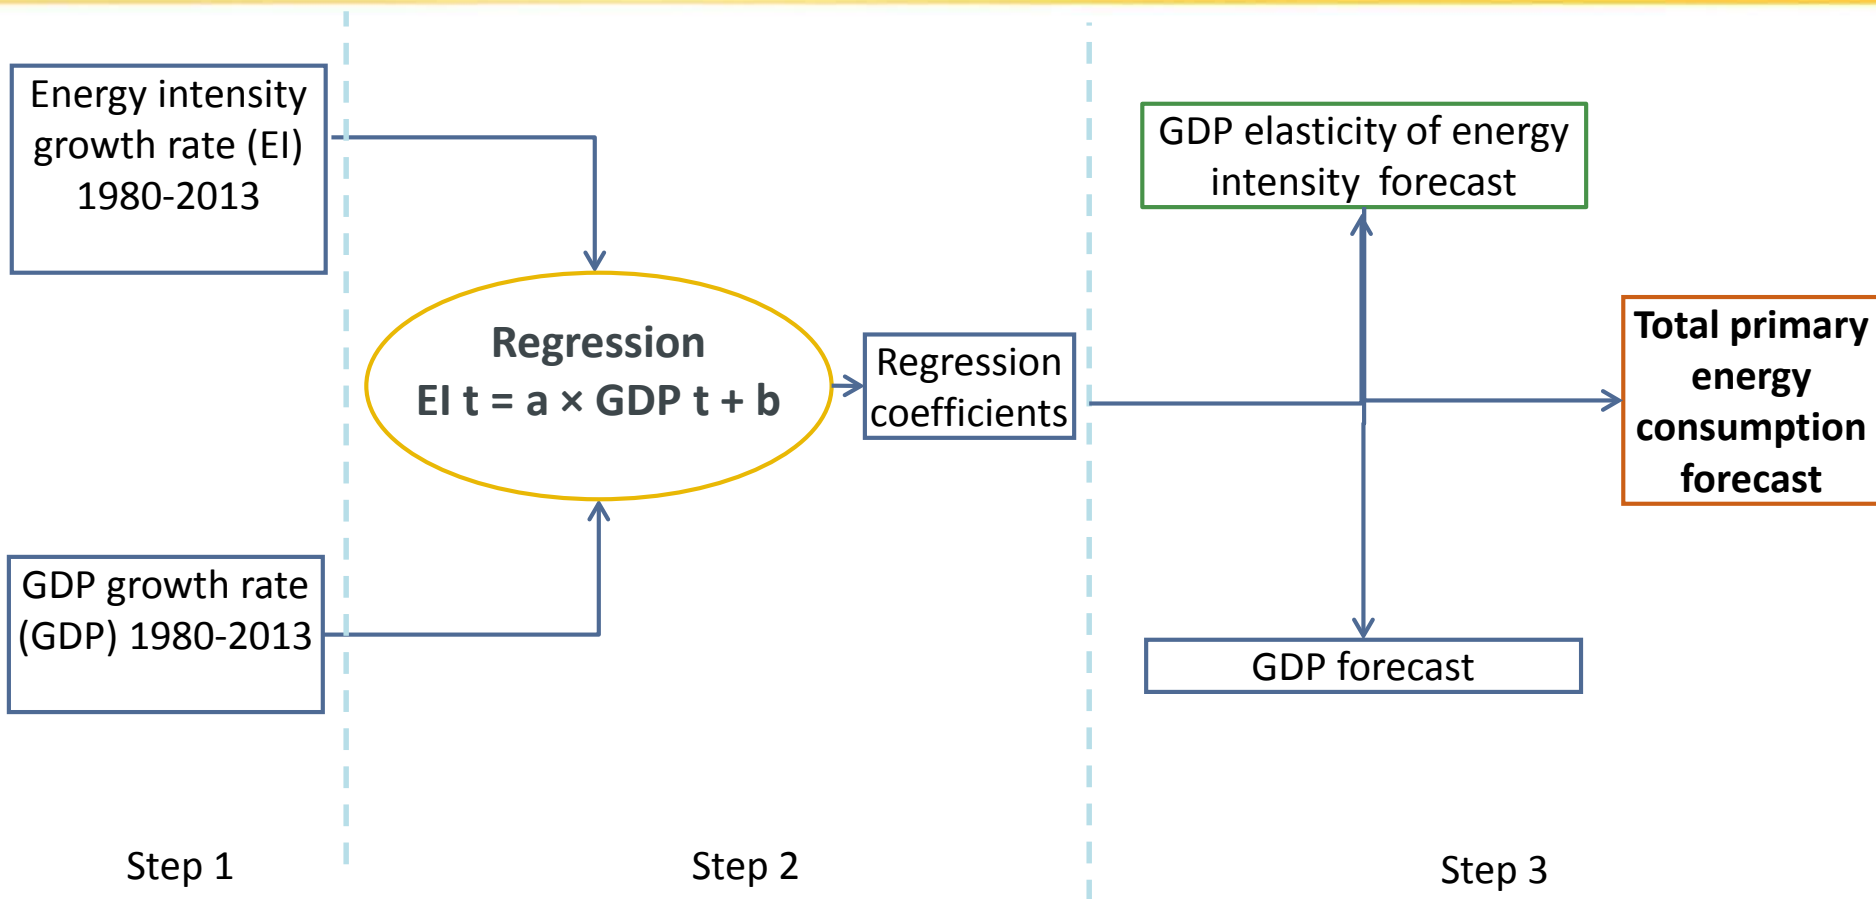 Energy intensity
growth rate (EI)
1980-2013
GDP growth rate
(GDP) 1980-2013
Step 1
Regression
EI t = a × GDP t + b
Regression
coefficients
Step 2
GDP elasticity of energy
intensity forecast
Total primary
energy
consumption
forecast
GDP forecast
Step 3